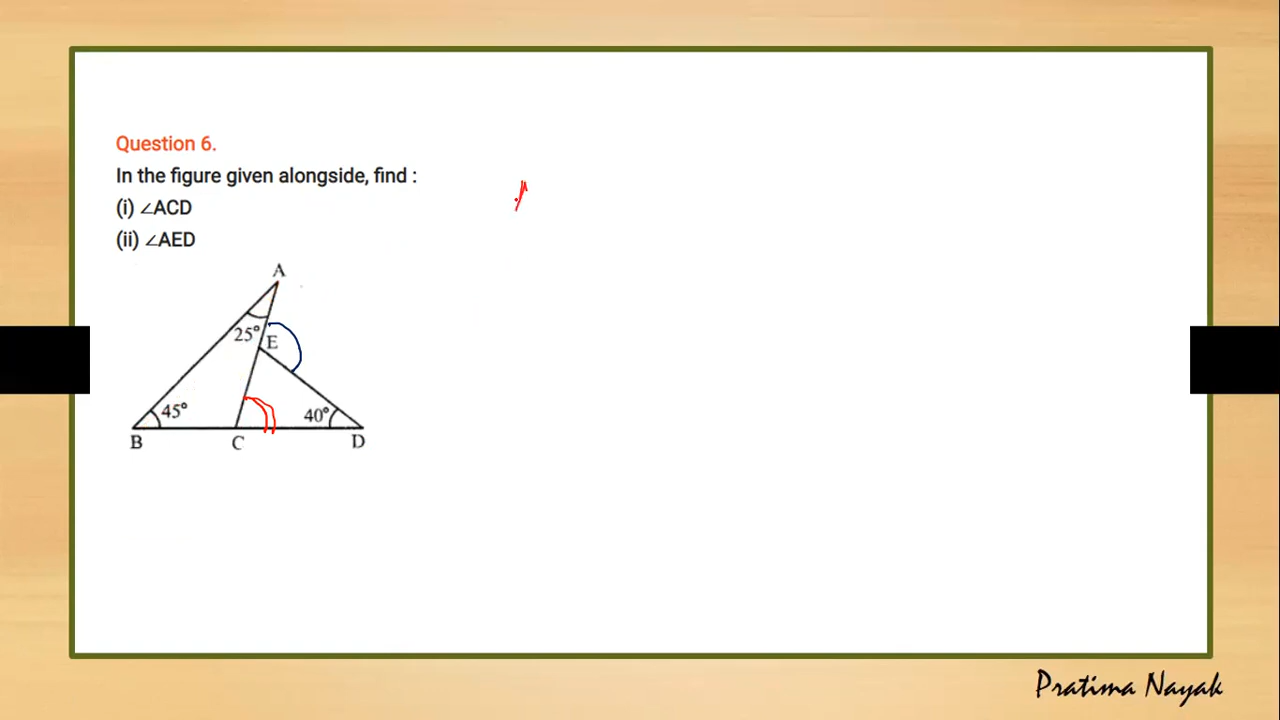 Question 6.
In the figure given alongside, find :
(i) ∠ACD
(ii) ∠AED
A
25°
E
45°
40°
B
C
D
Pratima Nayak